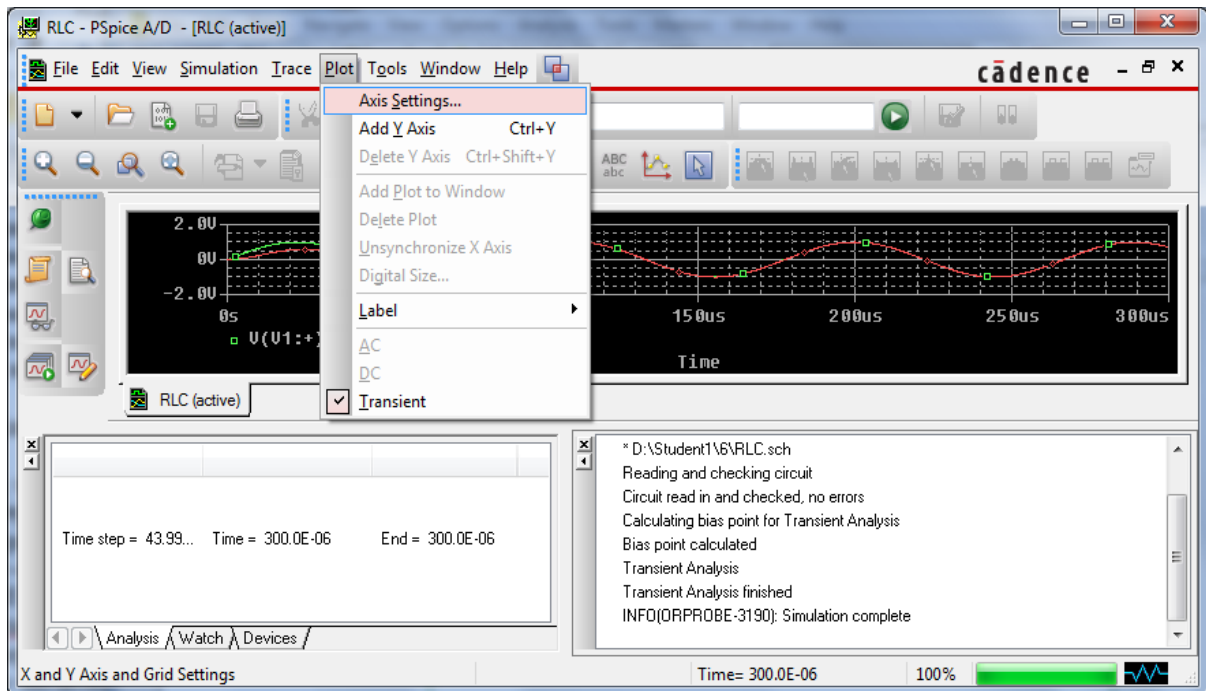 RLC - PSpice A/D - [RLC (active)]
File Edit View Simulation Trace Plot Tools Window Help
cādence
Axis Settings...
Add Y Axis Ctrl+Y
Delete Y Axis Ctrl+Shift+Y
Add Plot to Window
Delete Plot
Unsynchronize X Axis
Digital Size...
Label
AC
DC
Transient
ABC
abc
2.0V
0V
-2.0V
0s 150us 200us 250us 300us
V(V1:+)
Time
RLC (active)
Time step = 43.99... Time = 300.0E-06 End = 300.0E-06
Analysis Watch Devices
* D:\Student1\6\RLC.sch
Reading and checking circuit
Circuit read in and checked, no errors
Calculating bias point for Transient Analysis
Bias point calculated
Transient Analysis
Transient Analysis finished
INFO(ORPROBE-3190): Simulation complete
X and Y Axis and Grid Settings
Time= 300.0E-06 100%